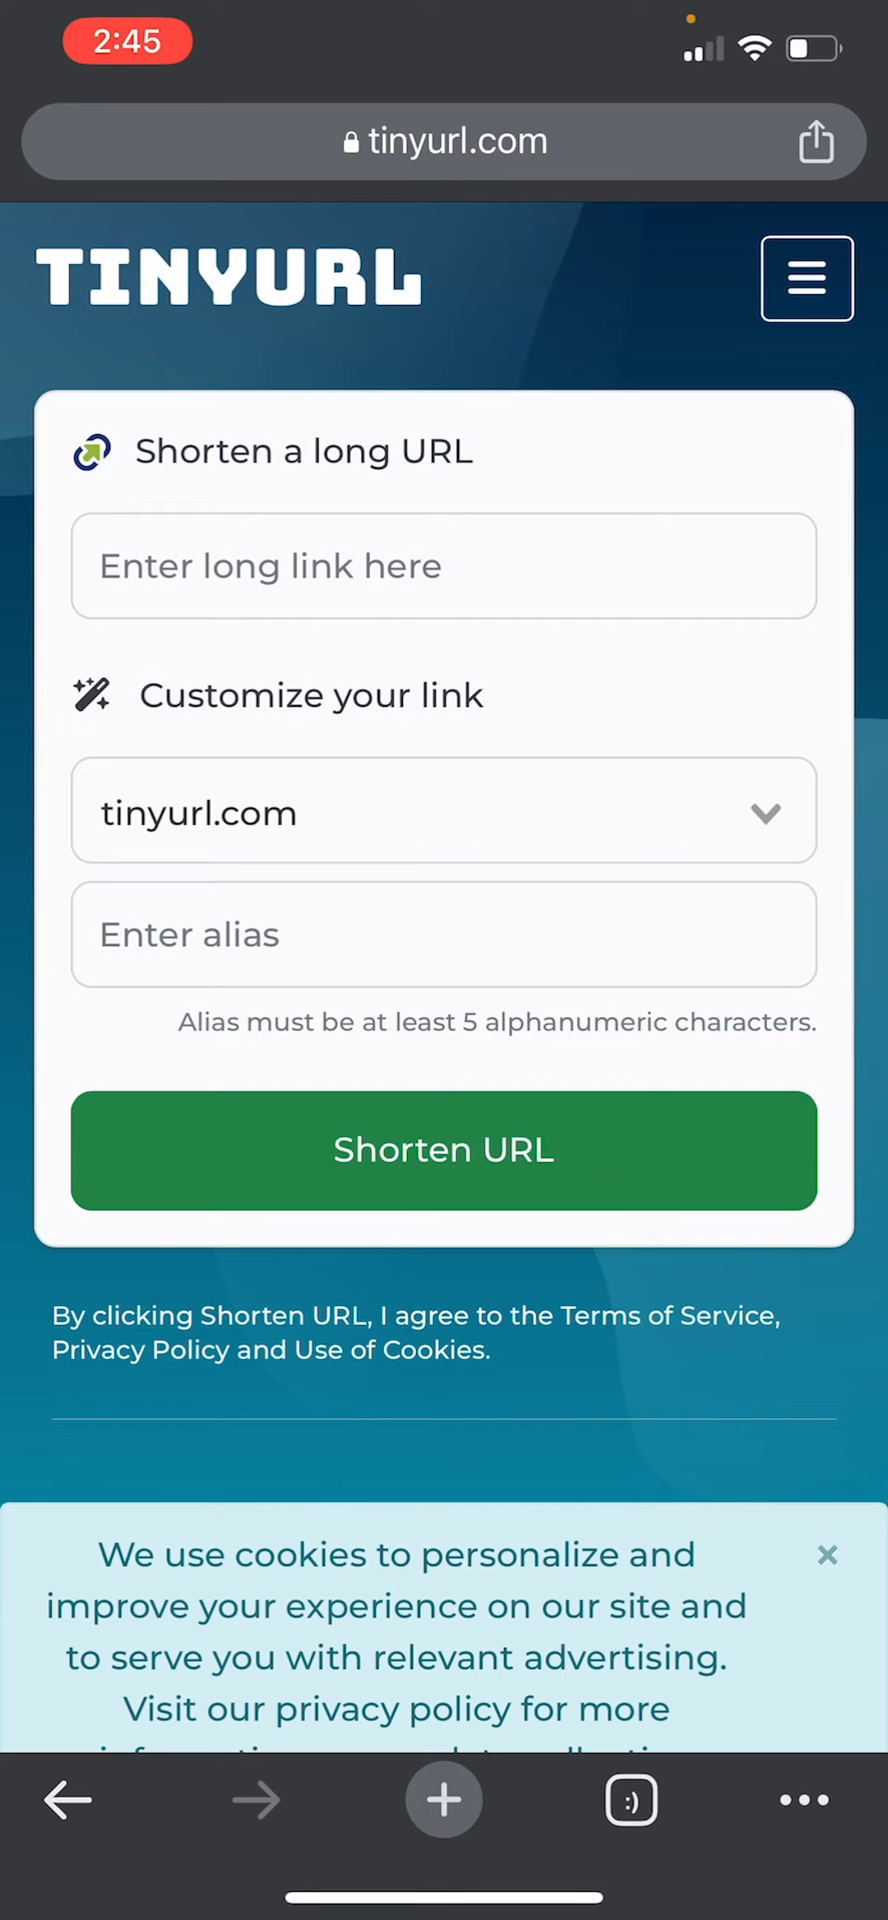 2:45
tinyurl.com
TINYURL
Shorten a long URL
Enter long link here
Customize your link
tinyurl.com
Enter alias
Alias must be at least 5 alphanumeric characters.
Shorten URL
By clicking Shorten URL, I agree to the Terms of Service,
Privacy Policy and Use of Cookies.
We use cookies to personalize and
improve your experience on our site and
to serve you with relevant advertising.
Visit our privacy policy for more
:)